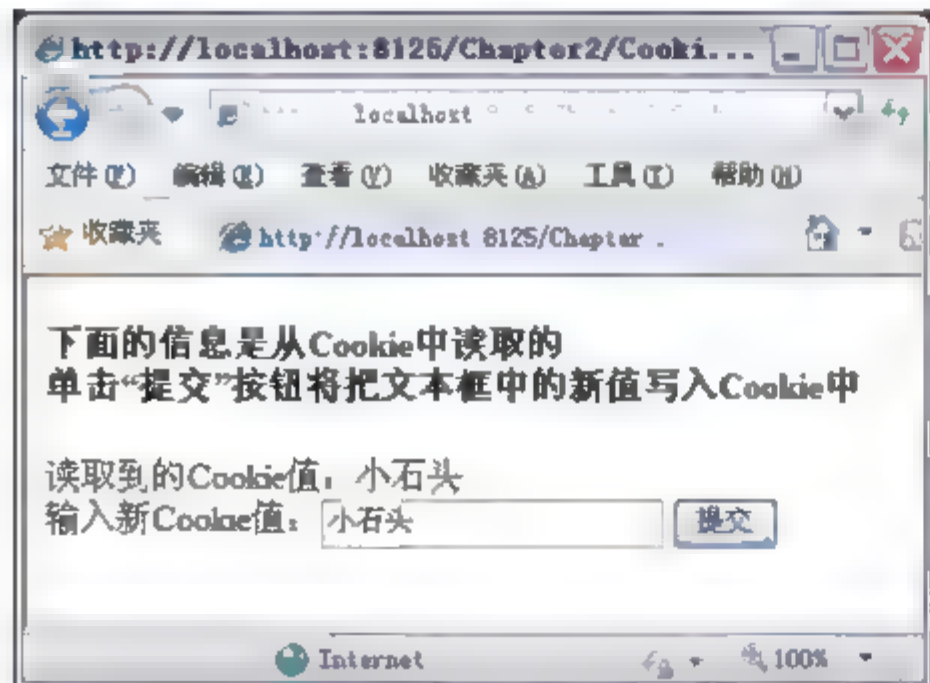 http://localhost:8125/Chapter2/Cooki...
localhost
文件(F) 编辑(E) 查看(V) 收藏夹(A) 工具(T) 帮助(H)
收藏夹 http://localhost:8125/Chapter .
下面的信息是从Cookie中读取的
单击“提交”按钮将把文本框中的新值写入Cookie中
读取到的Cookie值：小石头
输入新Cookie值：小石头 提交
Internet 100%